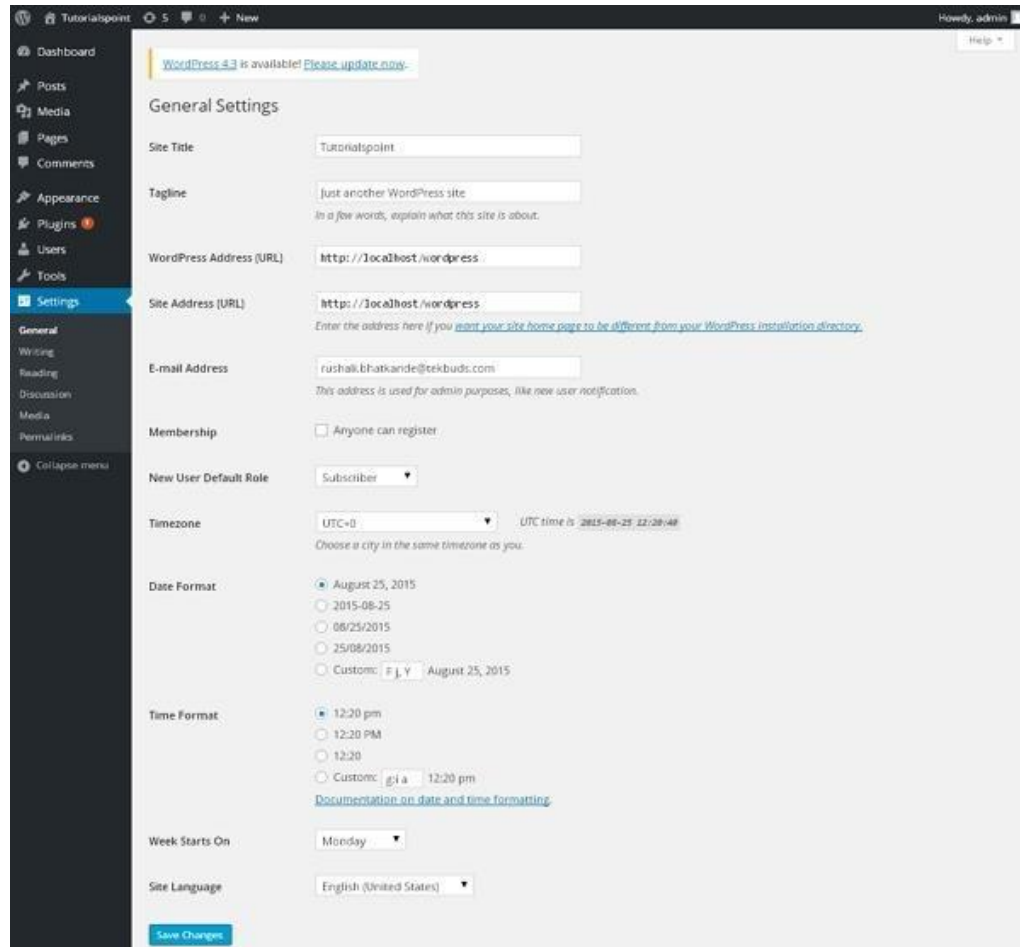 Tutorialspoint 5 0 + New Howdy, admin
Help
Dashboard
Posts
Media
Pages
Comments
Appearance
Plugins 1
Users
Tools
Settings
General
Writing
Reading
Discussion
Media
Permalinks
Collapse menu
WordPress 4.3 is available! Please update now.
General Settings
Site Title Tutorialspoint
Tagline Just another WordPress site
In a few words, explain what this site is about.
WordPress Address (URL) http://localhost/wordpress
Site Address (URL) http://localhost/wordpress
Enter the address here if you want your site home page to be different from your WordPress installation directory.
E-mail Address rushali.bhatkande@tekbuds.com
This address is used for admin purposes, like new user notification.
Membership Anyone can register
New User Default Role Subscriber
Timezone UTC+0 UTC time is 2015-08-25 12:20:40
Choose a city in the same timezone as you.
Date Format August 25, 2015
2015-08-25
08/25/2015
25/08/2015
Custom: F j, Y August 25, 2015
Time Format 12:20 pm
12:20 PM
12:20
Custom: g:i a 12:20 pm
Documentation on date and time formatting.
Week Starts On Monday
Site Language English (United States)
Save Changes